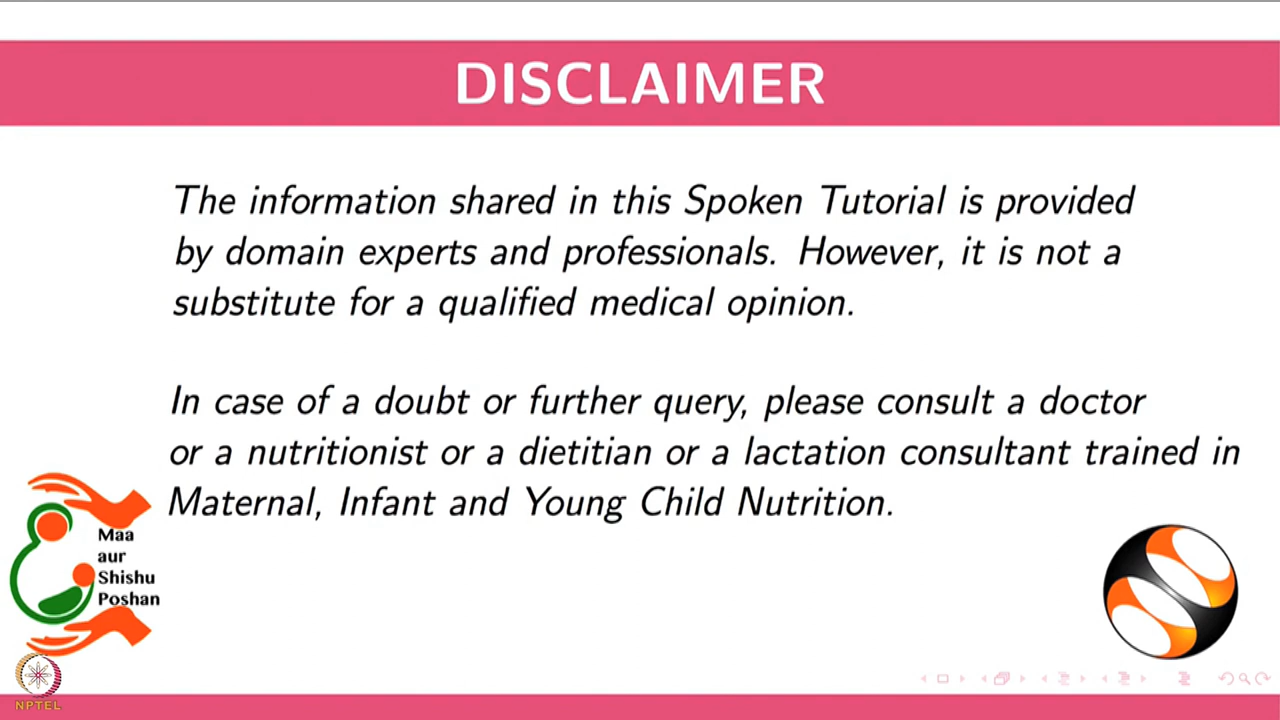 DISCLAIMER
The information shared in this Spoken Tutorial is provided
by domain experts and professionals. However, it is not a
substitute for a qualified medical opinion.
In case of a doubt or further query, please consult a doctor
or a nutritionist or a dietitian or a lactation consultant trained in
Maternal, Infant and Young Child Nutrition.
Maa
aur
Shishu
Poshan
NPTEL